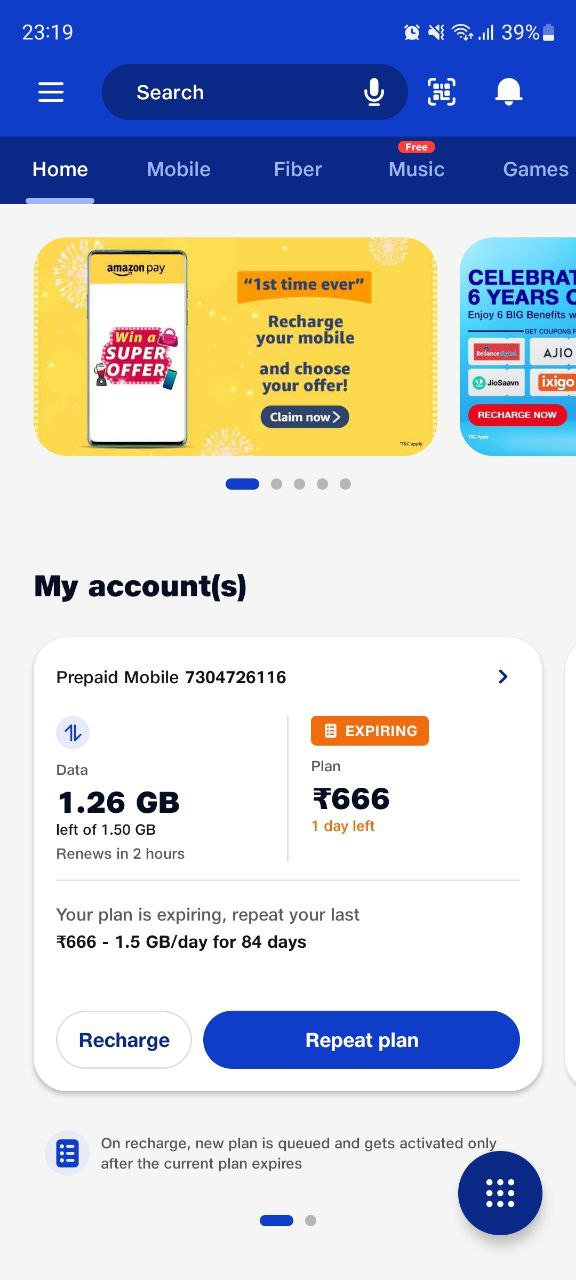 23:19
39%
Search
Free
Home
Mobile
Fiber
Music
Games
amazon pay
Win a
SUPER
OFFER
“1st time ever”
Recharge
your mobile
and choose
your offer!
Claim now
*T&C apply
CELEBRAT
6 YEARS O
Enjoy 6 BIG Benefits w
GET COUPONS F
Reliance digital
AJIO
JioSaavn
ixigo
RECHARGE NOW
T&C Apply
My account(s)
Prepaid Mobile 7304726116
Data
1.26 GB
left of 1.50 GB
Renews in 2 hours
EXPIRING
Plan
₹666
1 day left
Your plan is expiring, repeat your last
₹666 - 1.5 GB/day for 84 days
Recharge
Repeat plan
On recharge, new plan is queued and gets activated only
after the current plan expires